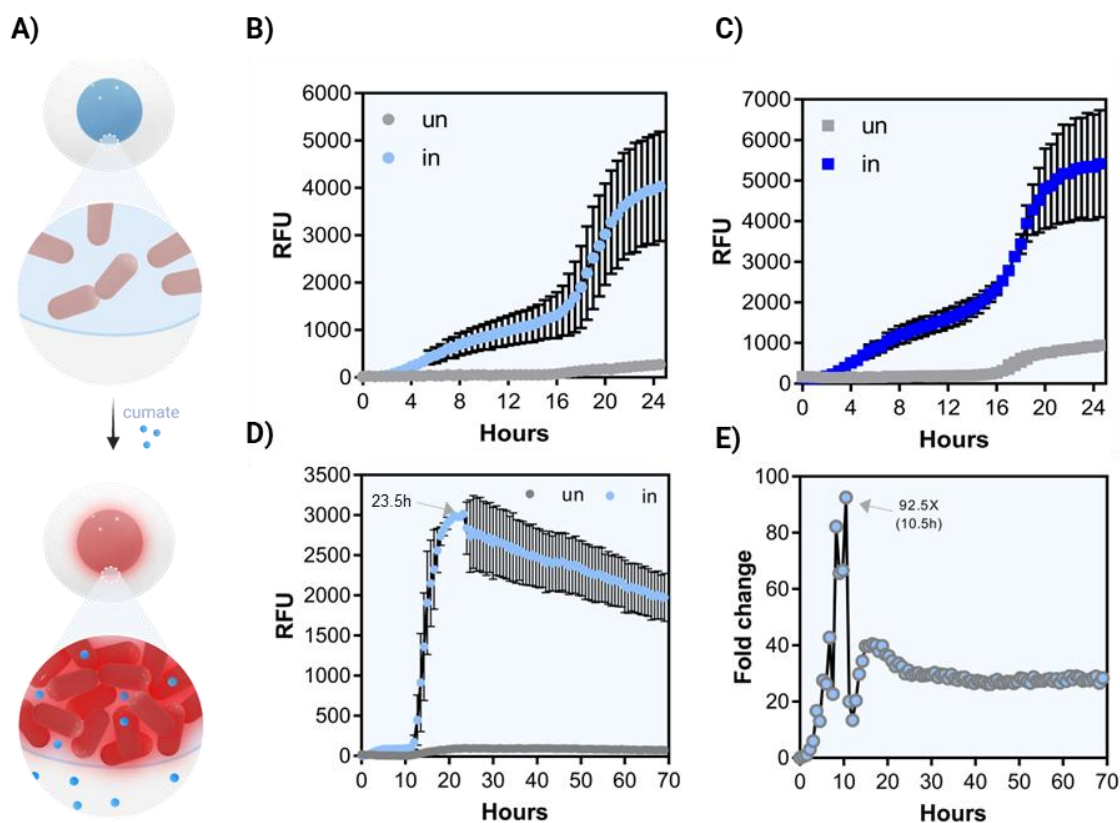 A)
cumate
B)
6000
5000
4000
3000
2000
1000
0
RFU
un
in
0 4 8 12 16 20 24
Hours
C)
7000
6000
5000
4000
3000
2000
1000
0
RFU
un
in
0 4 8 12 16 20 24
Hours
D)
3500
3000
2500
2000
1500
1000
500
0
RFU
23.5h
un in
0 10 20 30 40 50 60 70
Hours
E)
100
80
60
40
20
0
Fold change
92.5X
(10.5h)
0 10 20 30 40 50 60 70
Hours